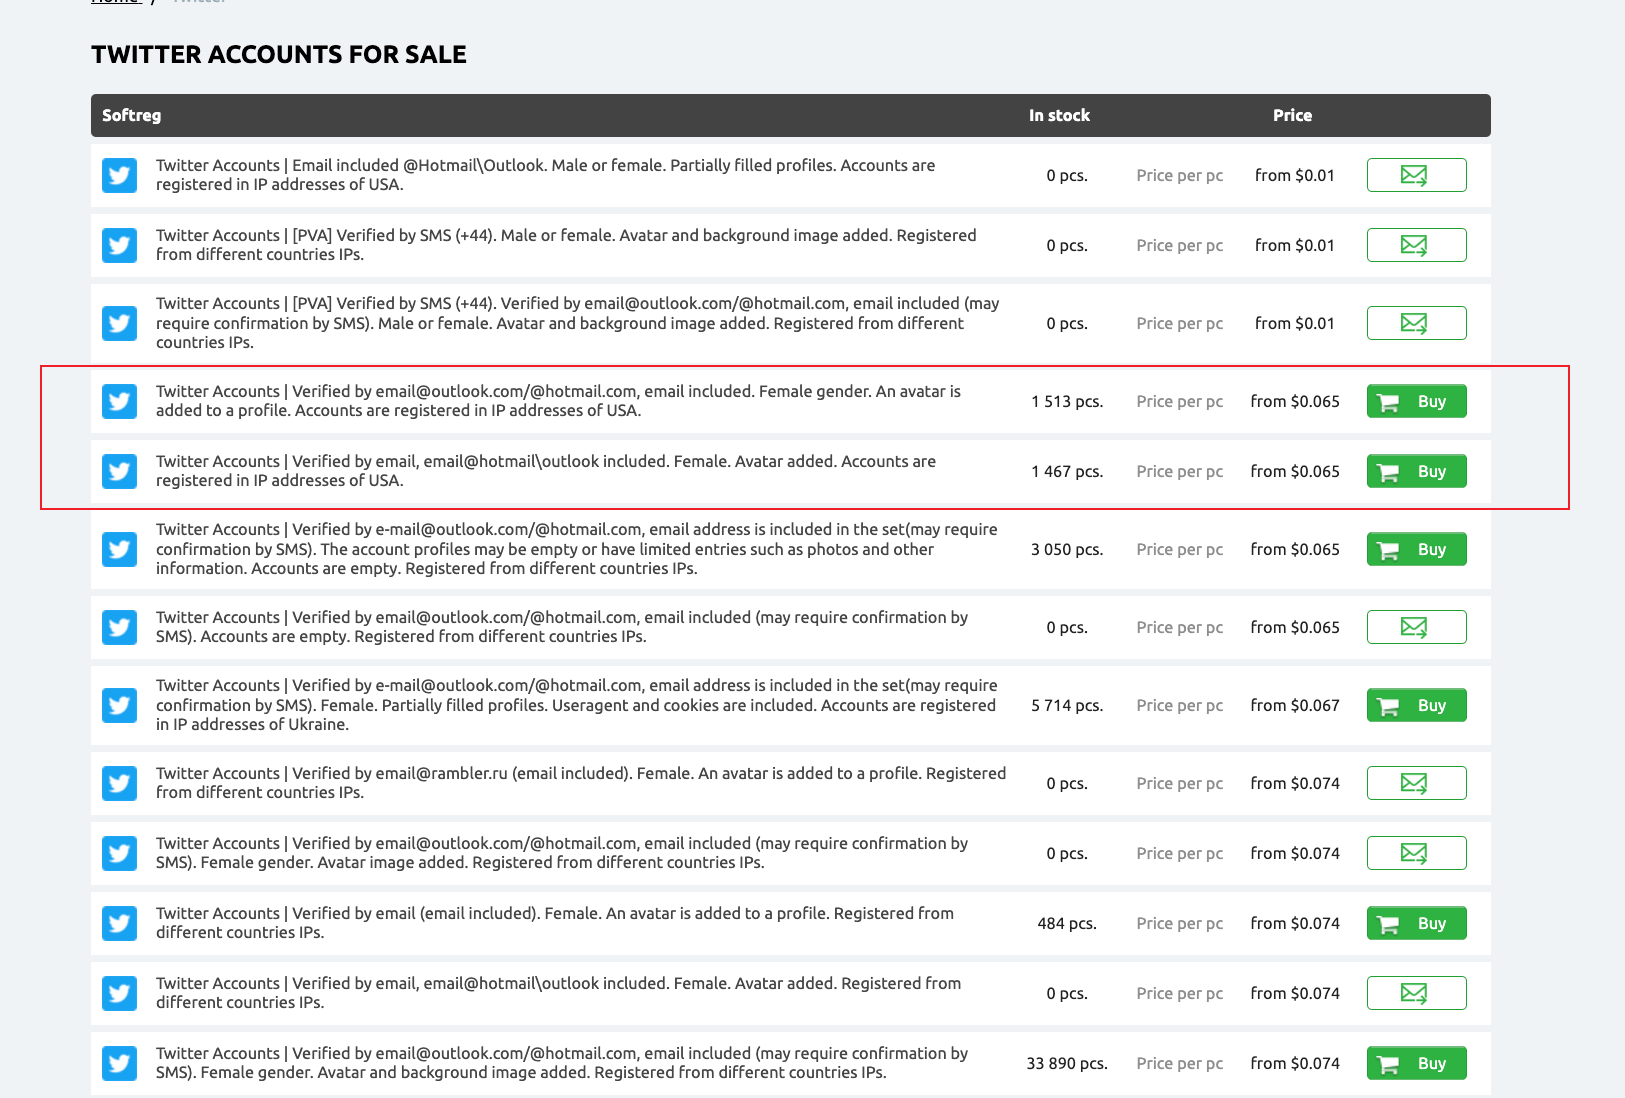 Home / Twitter
TWITTER ACCOUNTS FOR SALE
Softreg In stock Price
Twitter Accounts | Email included @Hotmail\Outlook. Male or female. Partially filled profiles. Accounts are
registered in IP addresses of USA.
0 pcs. Price per pc from $0.01
Twitter Accounts | [PVA] Verified by SMS (+44). Male or female. Avatar and background image added. Registered
from different countries IPs.
0 pcs. Price per pc from $0.01
Twitter Accounts | [PVA] Verified by SMS (+44). Verified by email@outlook.com/@hotmail.com, email included (may
require confirmation by SMS). Male or female. Avatar and background image added. Registered from different
countries IPs.
0 pcs. Price per pc from $0.01
Twitter Accounts | Verified by email@outlook.com/@hotmail.com, email included. Female gender. An avatar is
added to a profile. Accounts are registered in IP addresses of USA.
1 513 pcs. Price per pc from $0.065 Buy
Twitter Accounts | Verified by email, email@hotmail\outlook included. Female. Avatar added. Accounts are
registered in IP addresses of USA.
1 467 pcs. Price per pc from $0.065 Buy
Twitter Accounts | Verified by e-mail@outlook.com/@hotmail.com, email address is included in the set(may require
confirmation by SMS). The account profiles may be empty or have limited entries such as photos and other
information. Accounts are empty. Registered from different countries IPs.
3 050 pcs. Price per pc from $0.065 Buy
Twitter Accounts | Verified by email@outlook.com/@hotmail.com, email included (may require confirmation by
SMS). Accounts are empty. Registered from different countries IPs.
0 pcs. Price per pc from $0.065
Twitter Accounts | Verified by e-mail@outlook.com/@hotmail.com, email address is included in the set(may require
confirmation by SMS). Female. Partially filled profiles. Useragent and cookies are included. Accounts are registered
in IP addresses of Ukraine.
5 714 pcs. Price per pc from $0.067 Buy
Twitter Accounts | Verified by email@rambler.ru (email included). Female. An avatar is added to a profile. Registered
from different countries IPs.
0 pcs. Price per pc from $0.074
Twitter Accounts | Verified by email@outlook.com/@hotmail.com, email included (may require confirmation by
SMS). Female gender. Avatar image added. Registered from different countries IPs.
0 pcs. Price per pc from $0.074
Twitter Accounts | Verified by email (email included). Female. An avatar is added to a profile. Registered from
different countries IPs.
484 pcs. Price per pc from $0.074 Buy
Twitter Accounts | Verified by email, email@hotmail\outlook included. Female. Avatar added. Registered from
different countries IPs.
0 pcs. Price per pc from $0.074
Twitter Accounts | Verified by email@outlook.com/@hotmail.com, email included (may require confirmation by
SMS). Female gender. Avatar and background image added. Registered from different countries IPs.
33 890 pcs. Price per pc from $0.074 Buy